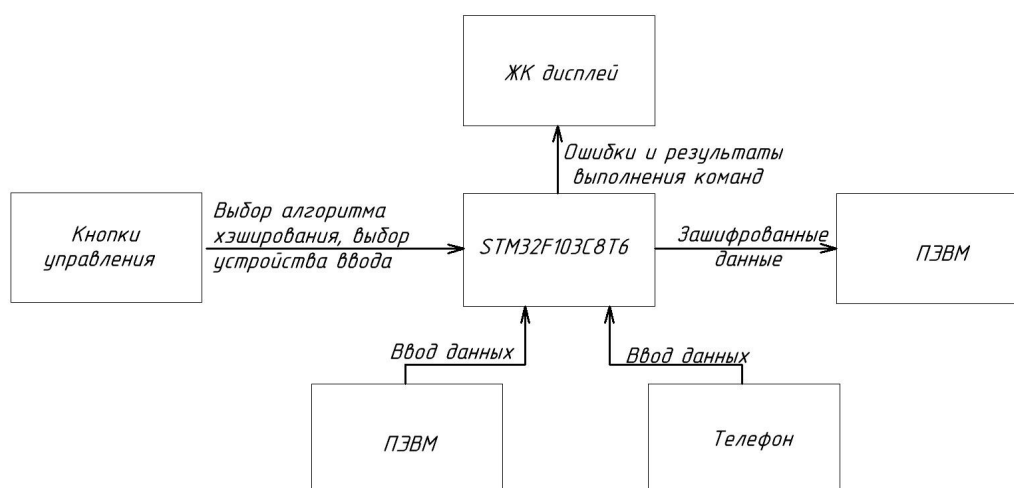 ЖК дисплей
Ошибки и результаты
выполнения команд
Кнопки
управления
Выбор алгоритма
хэширования, выбор
устройства ввода
STM32F103C8T6
Зашифрованные
данные
ПЭВМ
Ввод данных
Ввод данных
ПЭВМ
Телефон